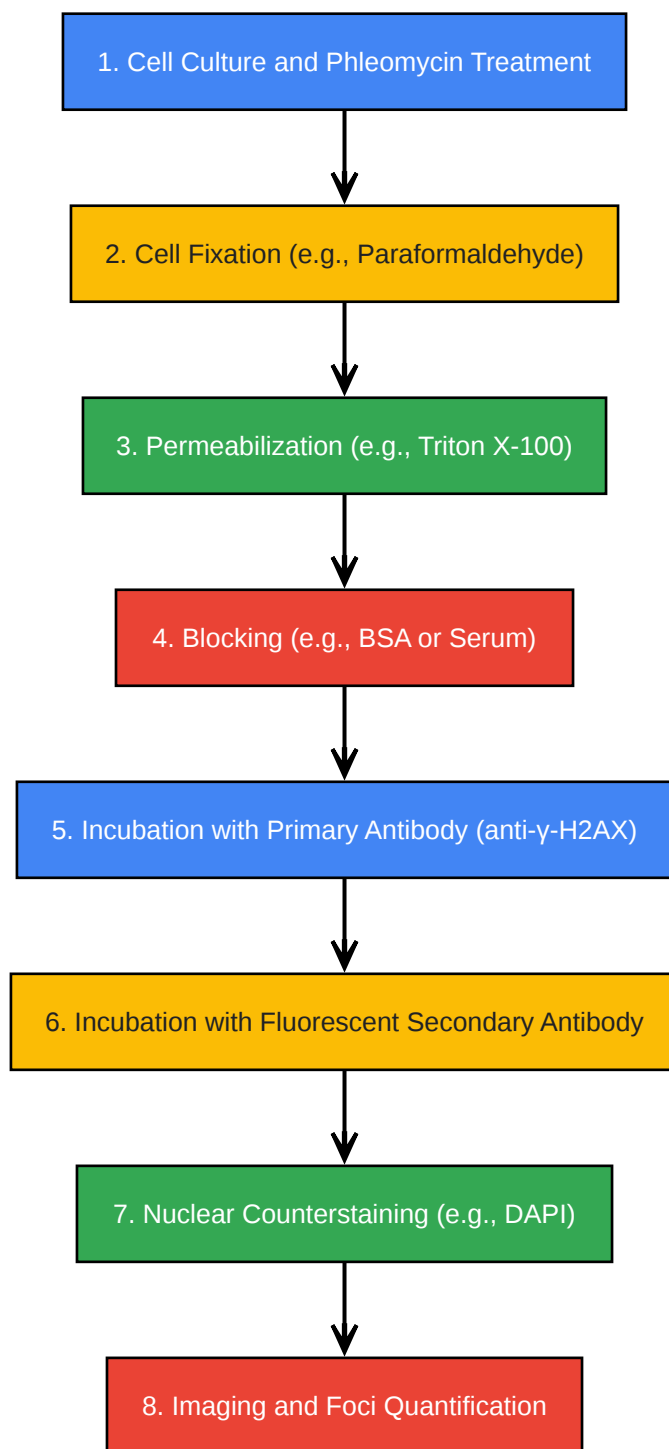 1. Cell Culture and Phleomycin Treatment
2. Cell Fixation (e.g., Paraformaldehyde)
3. Permeabilization (e.g., Triton X-100)
4. Blocking (e.g., BSA or Serum)
5. Incubation with Primary Antibody (anti-γ-H2AX)
6. Incubation with Fluorescent Secondary Antibody
7. Nuclear Counterstaining (e.g., DAPI)
8. Imaging and Foci Quantification